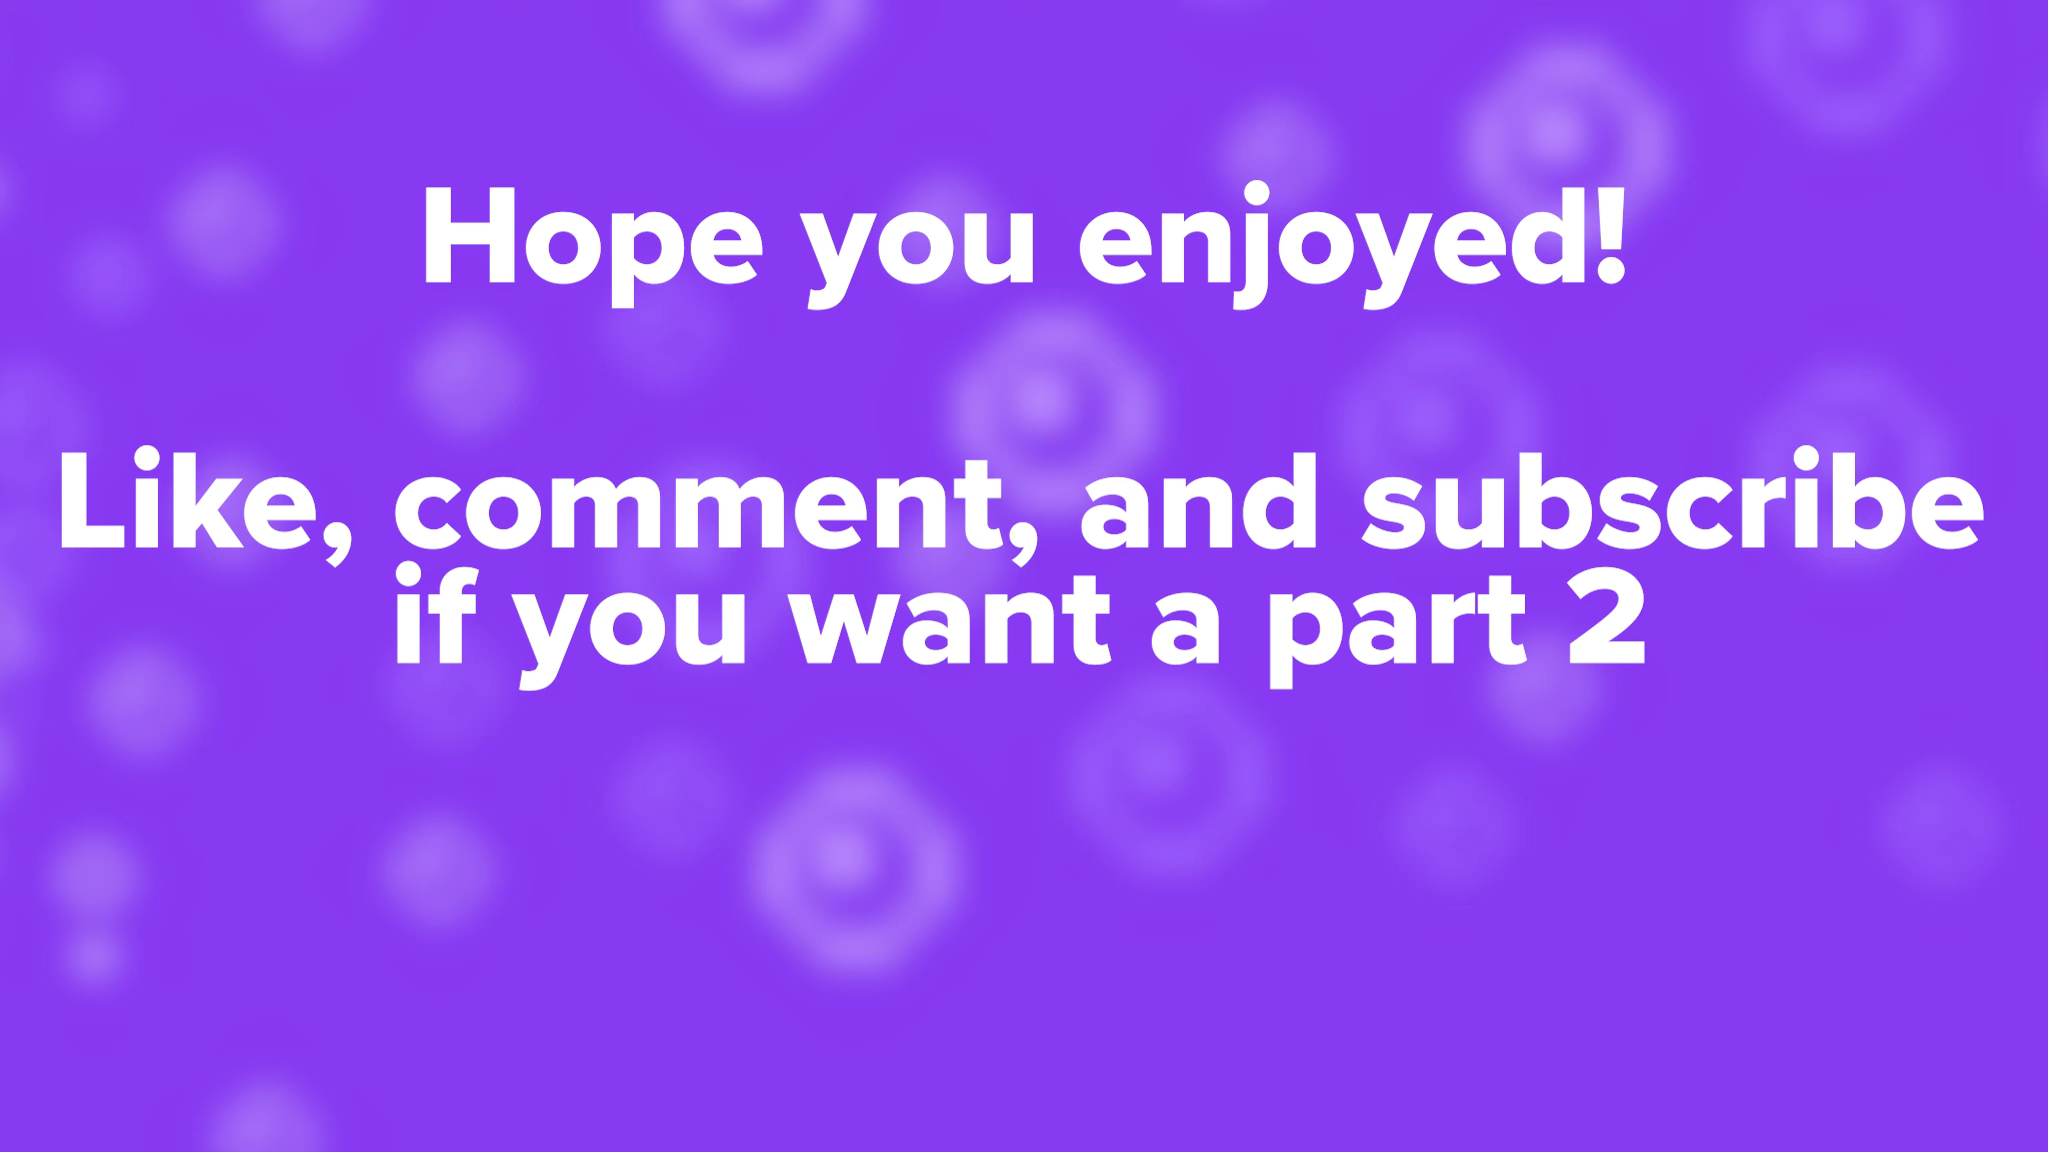 Hope you enjoyed!
Like, comment, and subscribe
if you want a part 2